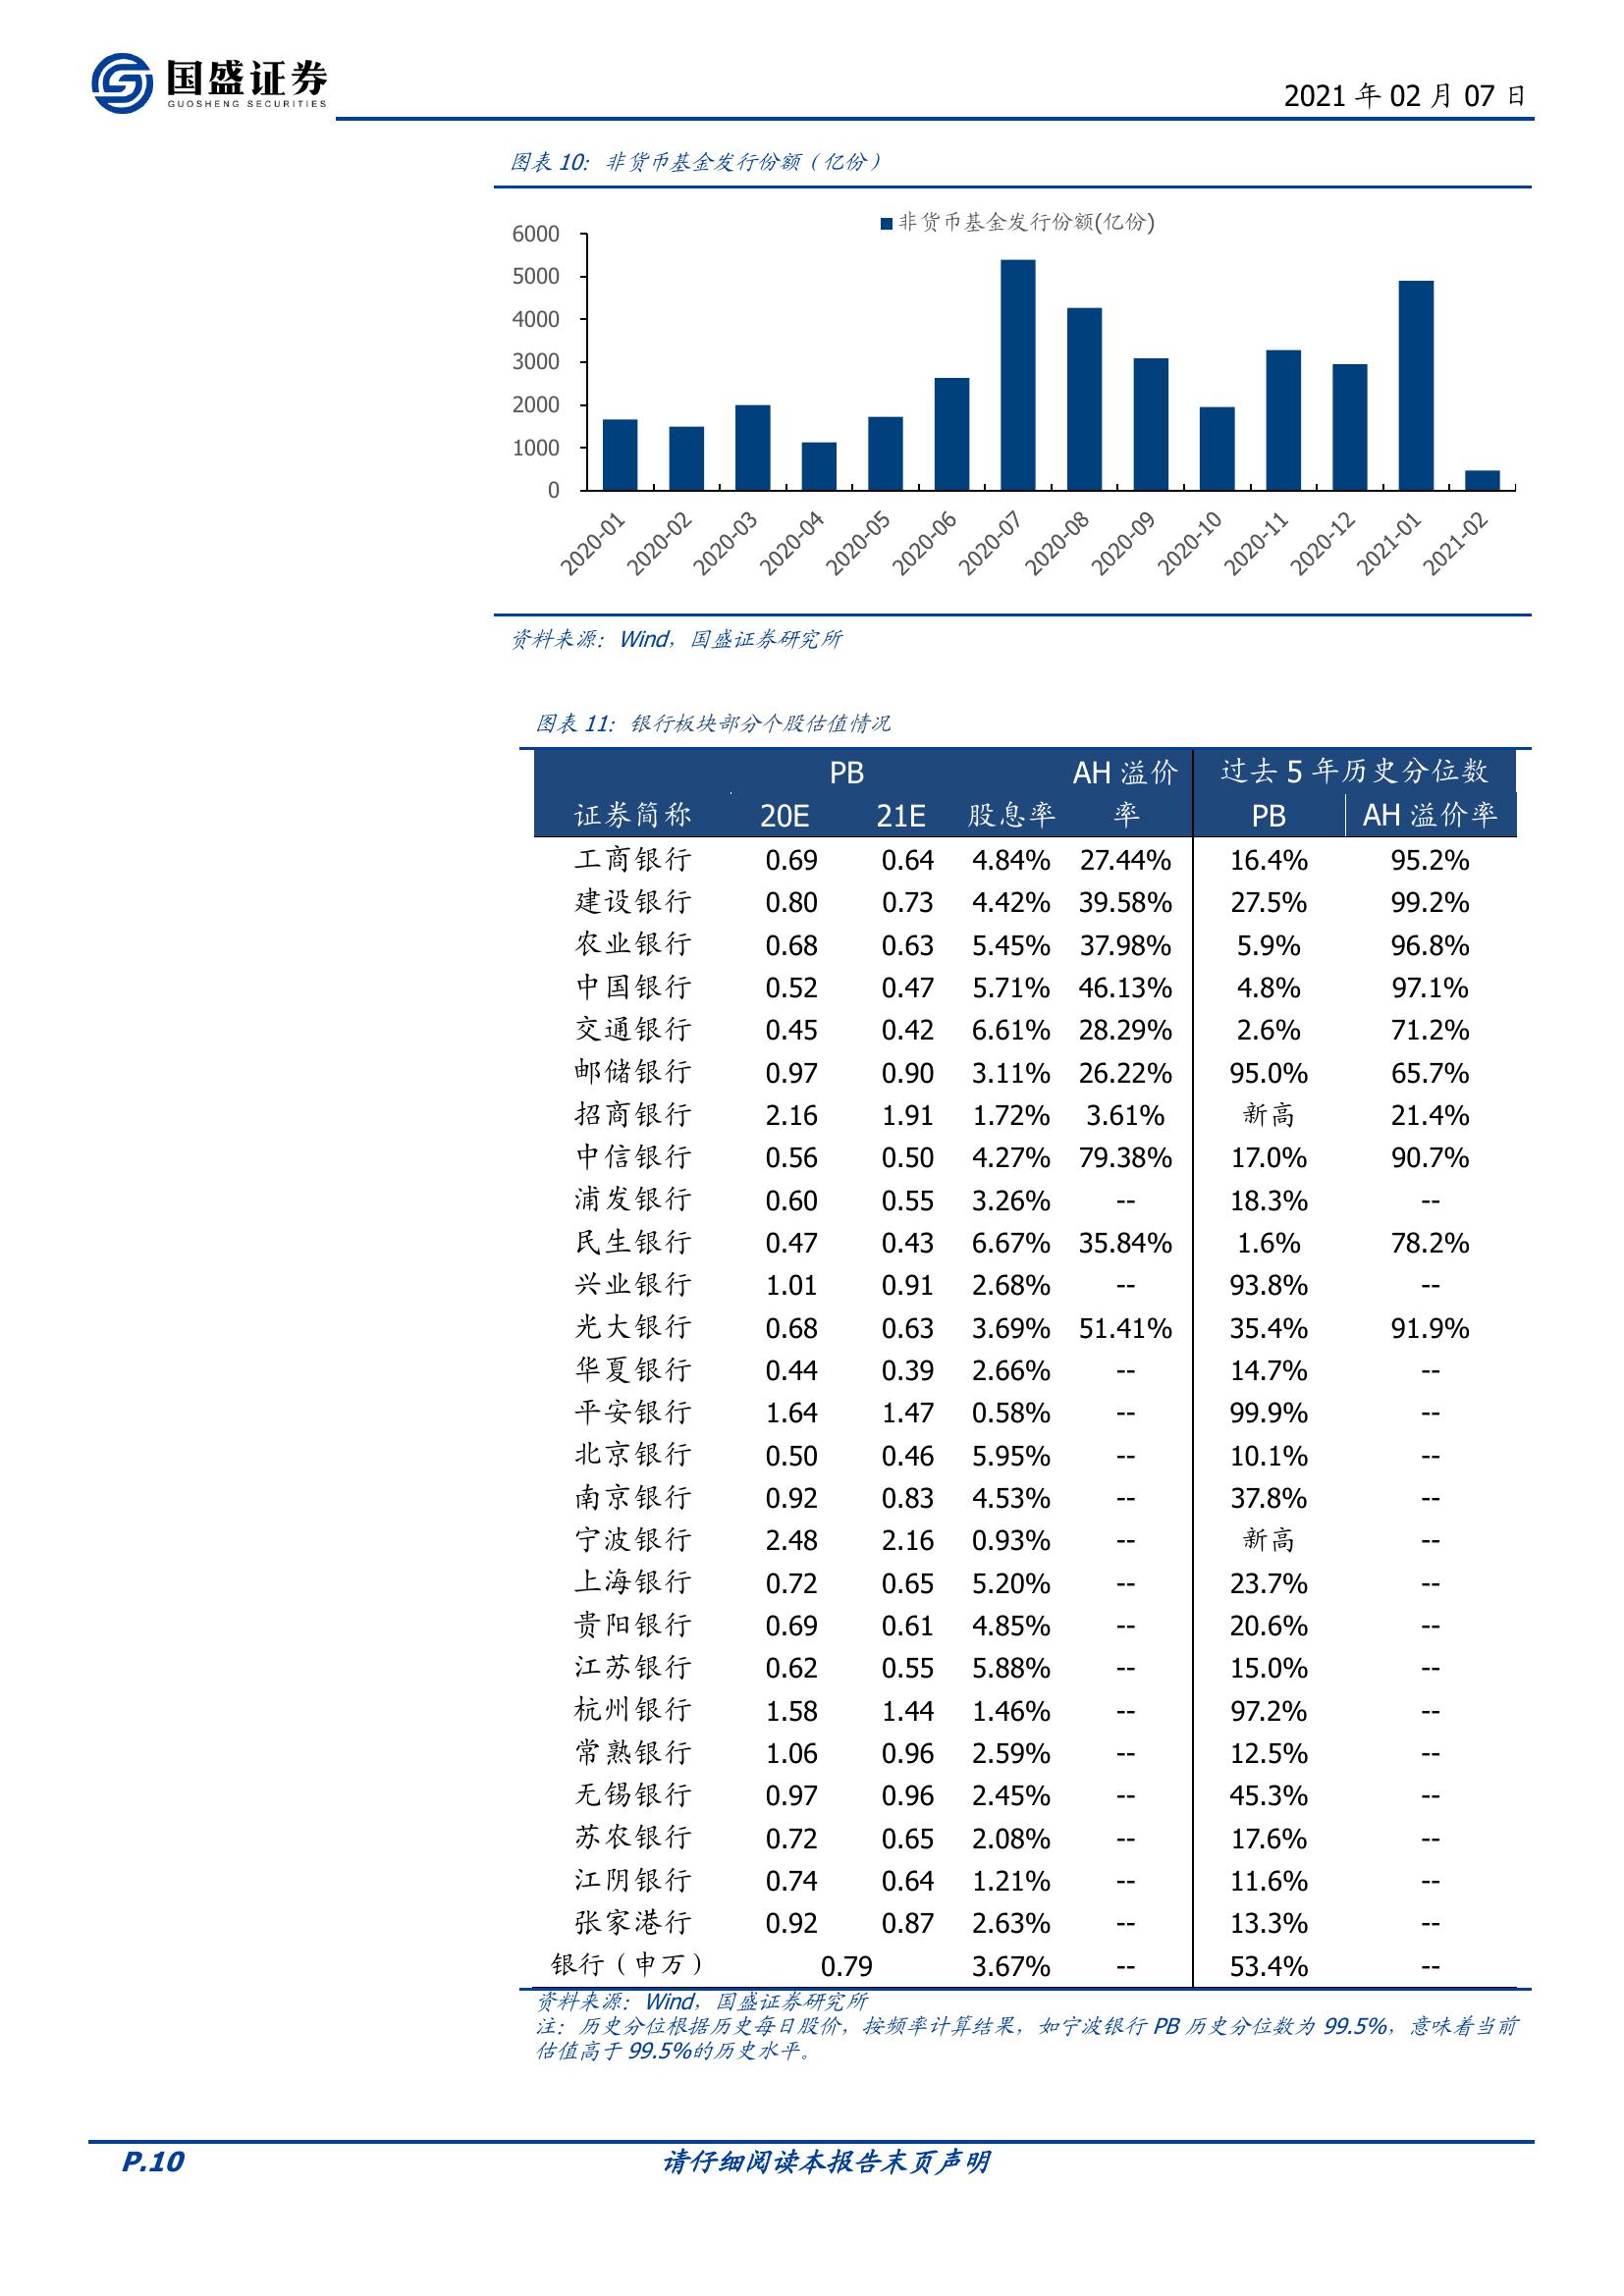 国盛证券
GUOSHENG SECURITIES
2021 年 02 月 07 日
图表 10：非货币基金发行份额（亿份）
非货币基金发行份额(亿份)
6000
5000
4000
3000
2000
1000
0
2020-01 2020-02 2020-03 2020-04 2020-05 2020-06 2020-07 2020-08 2020-09 2020-10 2020-11 2020-12 2021-01 2021-02
资料来源：Wind，国盛证券研究所
图表 11：银行板块部分个股估值情况
PB AH 溢价 过去 5 年历史分位数
证券简称 20E 21E 股息率 率 PB AH 溢价率
工商银行 0.69 0.64 4.84% 27.44% 16.4% 95.2%
建设银行 0.80 0.73 4.42% 39.58% 27.5% 99.2%
农业银行 0.68 0.63 5.45% 37.98% 5.9% 96.8%
中国银行 0.52 0.47 5.71% 46.13% 4.8% 97.1%
交通银行 0.45 0.42 6.61% 28.29% 2.6% 71.2%
邮储银行 0.97 0.90 3.11% 26.22% 95.0% 65.7%
招商银行 2.16 1.91 1.72% 3.61% 新高 21.4%
中信银行 0.56 0.50 4.27% 79.38% 17.0% 90.7%
浦发银行 0.60 0.55 3.26% -- 18.3% --
民生银行 0.47 0.43 6.67% 35.84% 1.6% 78.2%
兴业银行 1.01 0.91 2.68% -- 93.8% --
光大银行 0.68 0.63 3.69% 51.41% 35.4% 91.9%
华夏银行 0.44 0.39 2.66% -- 14.7% --
平安银行 1.64 1.47 0.58% -- 99.9% --
北京银行 0.50 0.46 5.95% -- 10.1% --
南京银行 0.92 0.83 4.53% -- 37.8% --
宁波银行 2.48 2.16 0.93% -- 新高 --
上海银行 0.72 0.65 5.20% -- 23.7% --
贵阳银行 0.69 0.61 4.85% -- 20.6% --
江苏银行 0.62 0.55 5.88% -- 15.0% --
杭州银行 1.58 1.44 1.46% -- 97.2% --
常熟银行 1.06 0.96 2.59% -- 12.5% --
无锡银行 0.97 0.96 2.45% -- 45.3% --
苏农银行 0.72 0.65 2.08% -- 17.6% --
江阴银行 0.74 0.64 1.21% -- 11.6% --
张家港行 0.92 0.87 2.63% -- 13.3% --
银行（申万） 0.79 3.67% -- 53.4% --
资料来源：Wind，国盛证券研究所
注：历史分位根据历史每日股价，按频率计算结果，如宁波银行 PB 历史分位数为 99.5%，意味着当前
估值高于 99.5%的历史水平。
P.10 请仔细阅读本报告末页声明